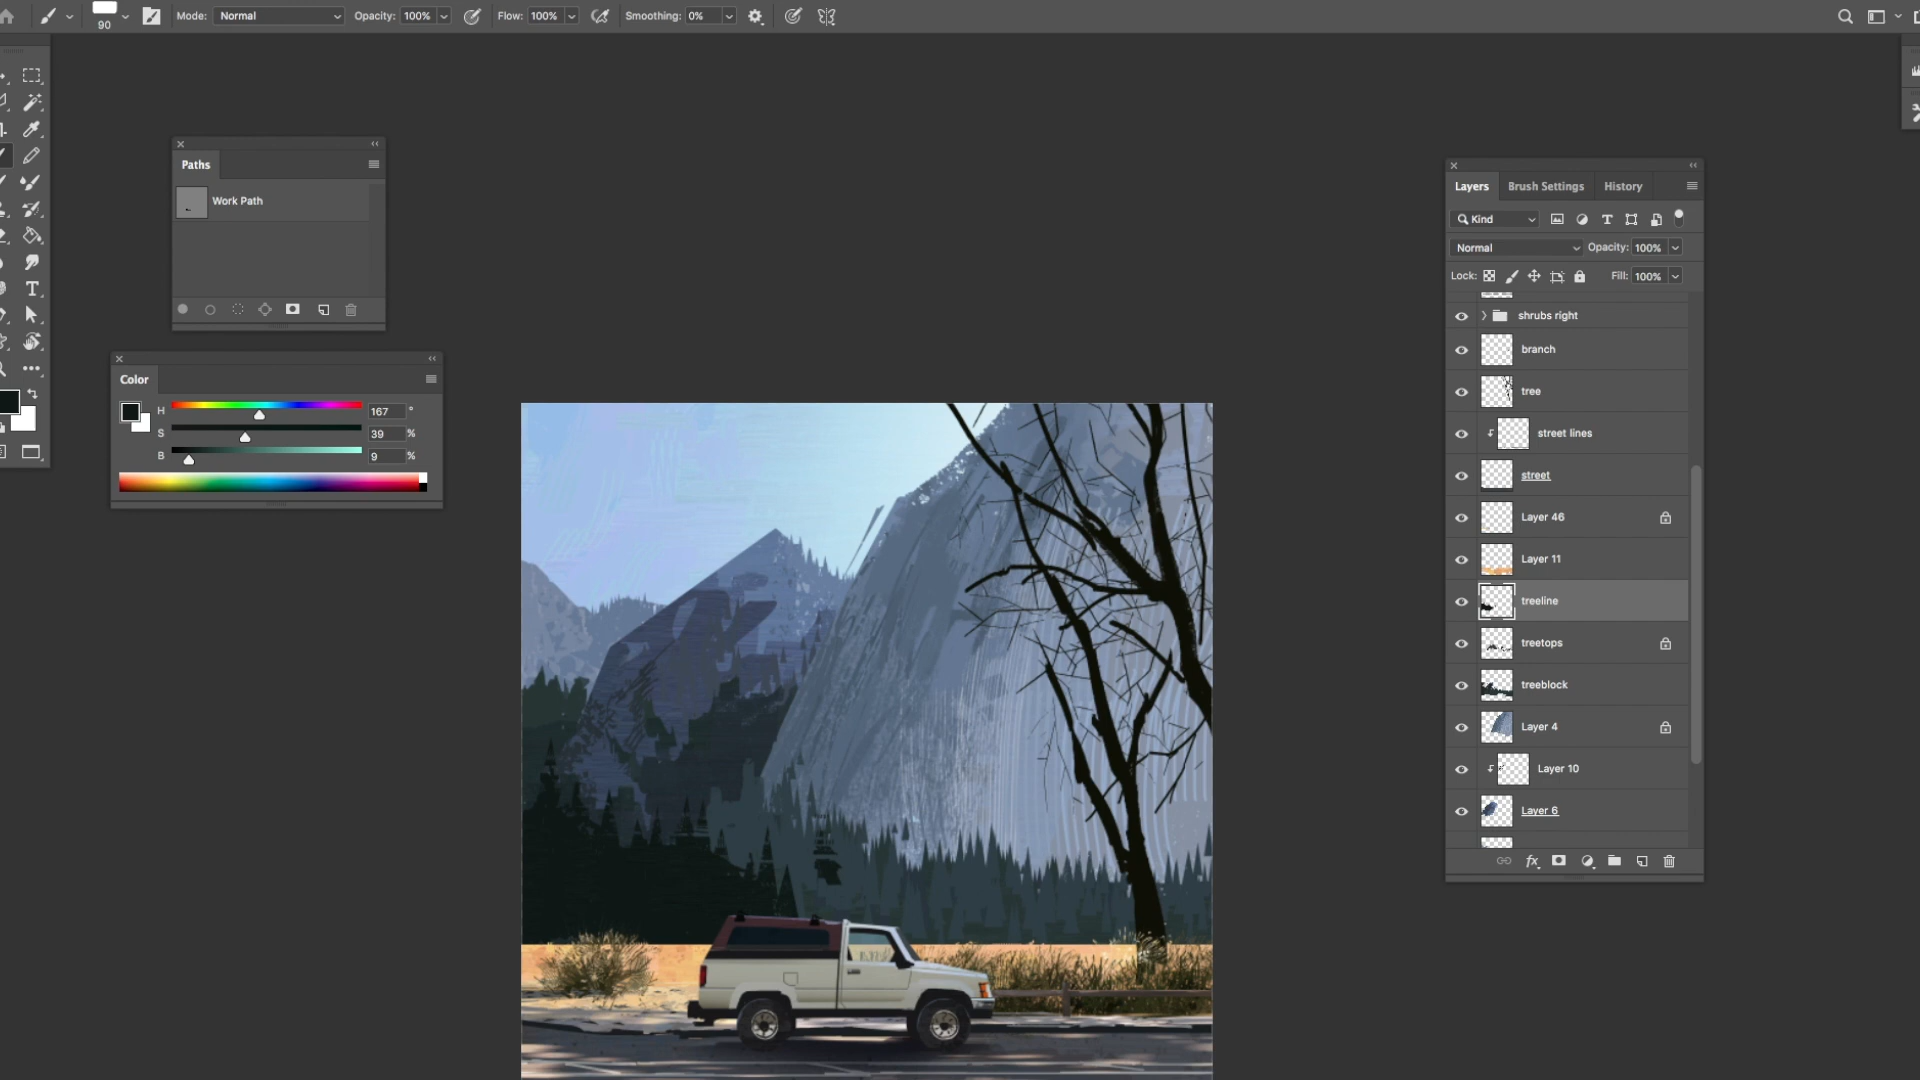 Mode: Normal Opacity: 100% Flow: 100% Smoothing: 0%
90
Paths
Work Path
Color
H 167 °
S 39 %
B 9 %
Layers Brush Settings History
Kind
Normal Opacity: 100%
Lock: Fill: 100%
shrubs right
branch
tree
street lines
street
Layer 46
Layer 11
treeline
treetops
treeblock
Layer 4
Layer 10
Layer 6
fx